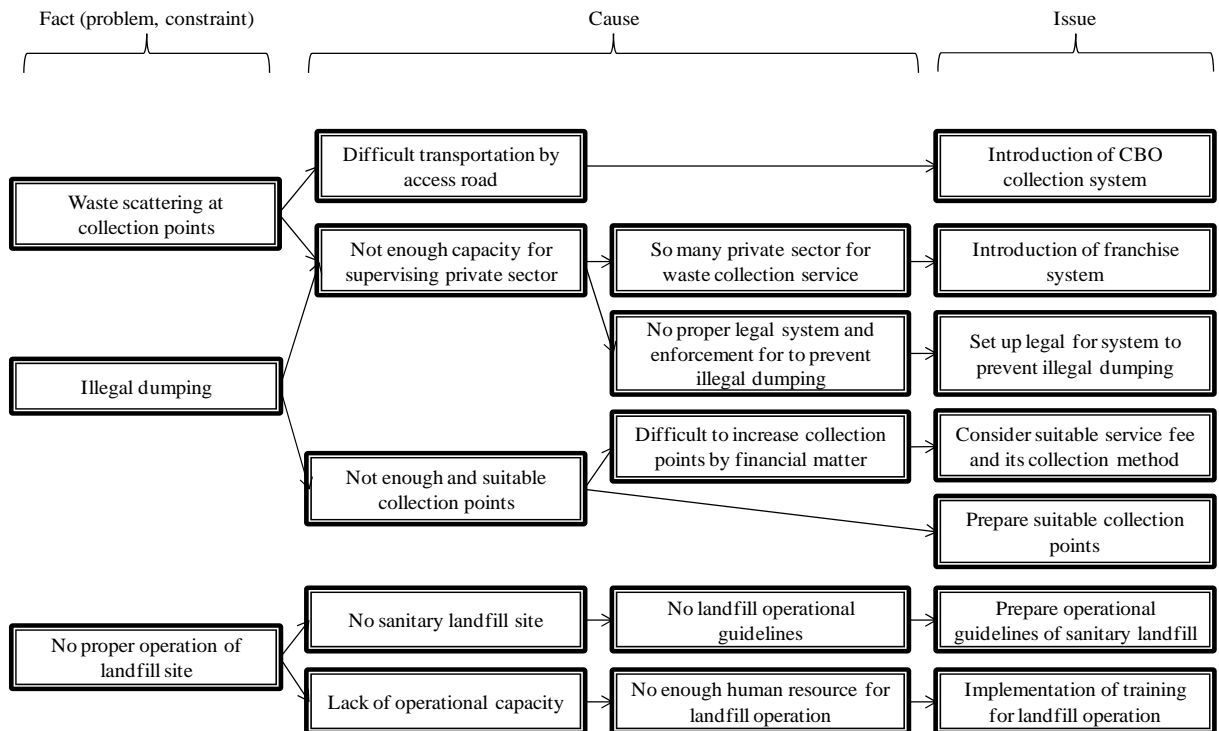 Fact (problem, constraint)
Cause
Issue
Difficult transportation by
access road
Introduction of CBO
collection system
Waste scattering at
collection points
Not enough capacity for
supervising private sector
So many private sector for
waste collection service
Introduction of franchise
system
No proper legal system and
enforcement for to prevent
illegal dumping
Set up legal for system to
prevent illegal dumping
Illegal dumping
Difficult to increase collection
points by financial matter
Consider suitable service fee
and its collection method
Not enough and suitable
collection points
Prepare suitable collection
points
No sanitary landfill site
No landfill operational
guidelines
Prepare operational
guidelines of sanitary landfill
No proper operation of
landfill site
Lack of operational capacity
No enough human resource for
landfill operation
Implementation of training
for landfill operation